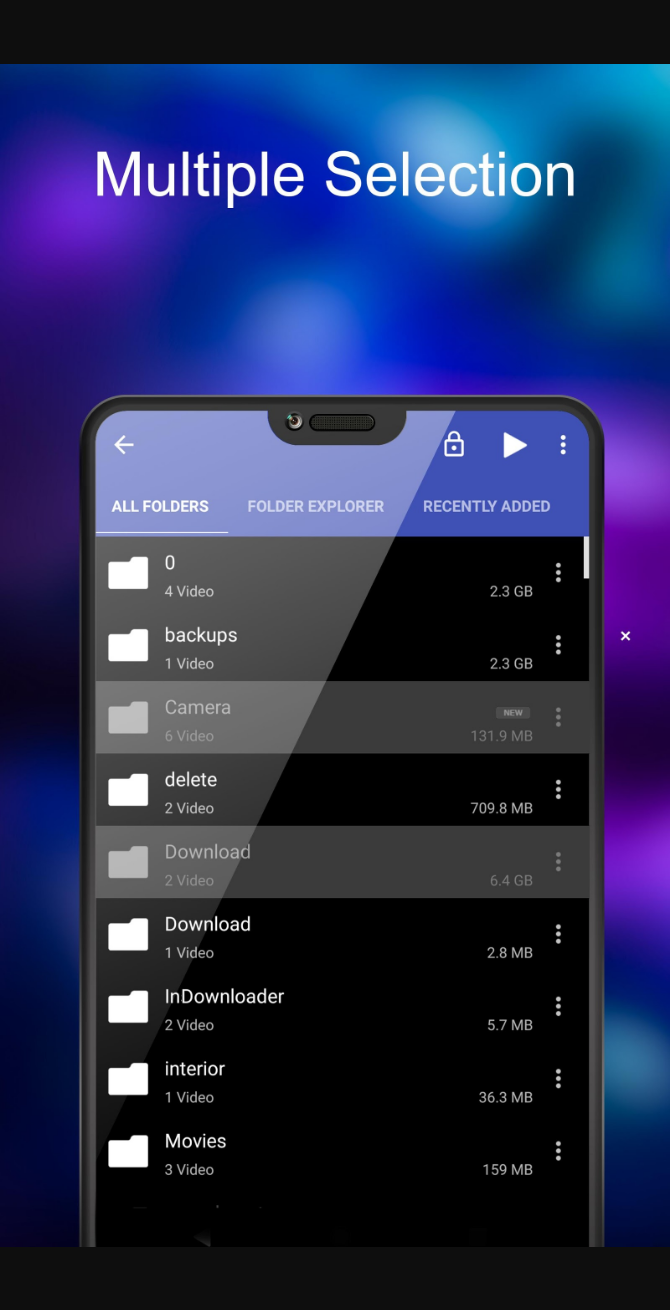 Multiple Selection
ALL FOLDERS FOLDER EXPLORER RECENTLY ADDED
0
4 Video 2.3 GB
backups
1 Video 2.3 GB
Camera NEW
6 Video 131.9 MB
delete
2 Video 709.8 MB
Download
2 Video 6.4 GB
Download
1 Video 2.8 MB
InDownloader
2 Video 5.7 MB
interior
1 Video 36.3 MB
Movies
3 Video 159 MB